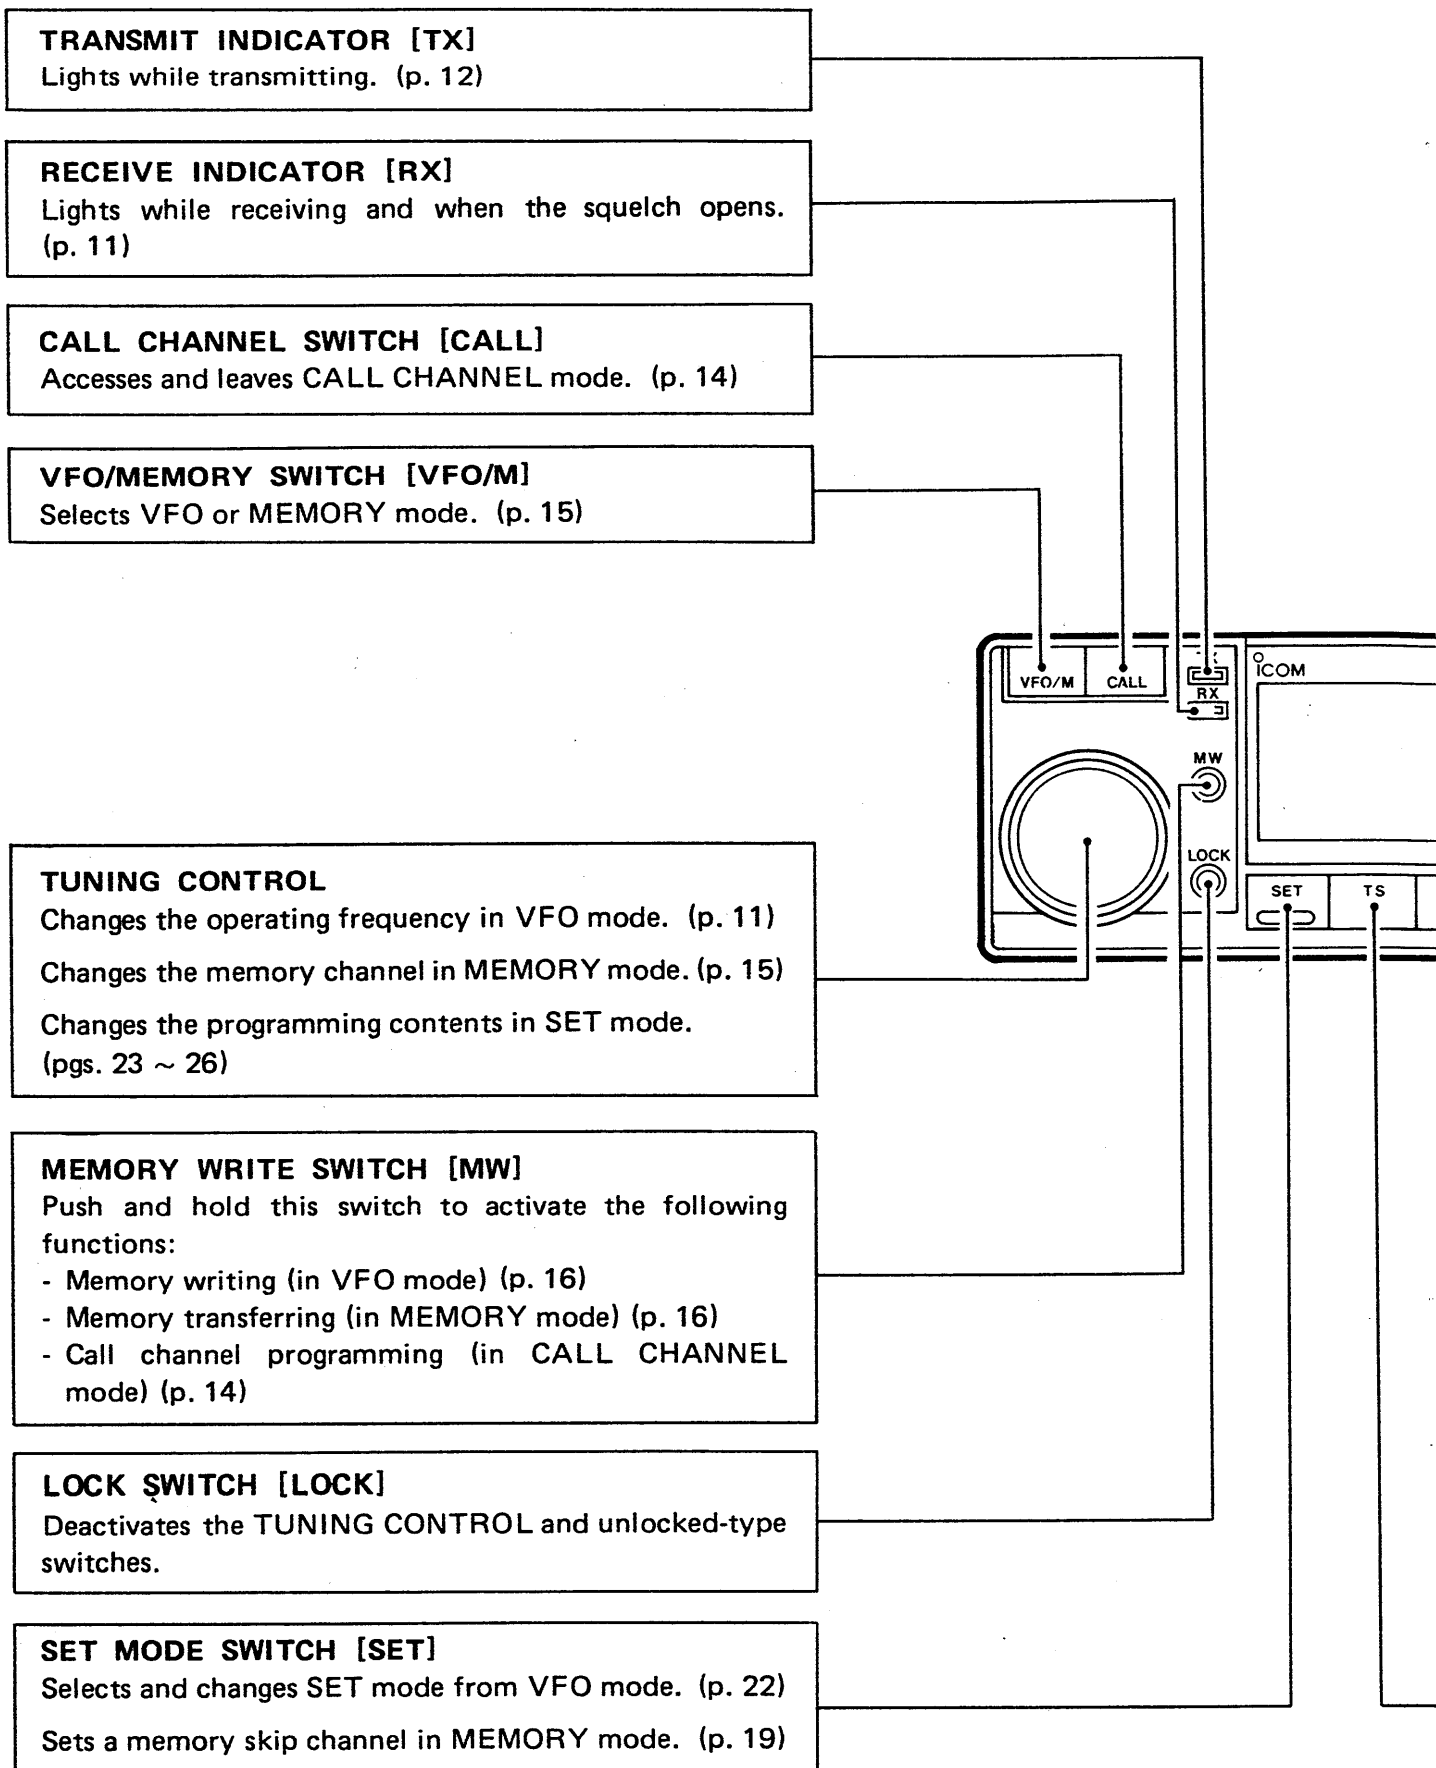 TRANSMIT INDICATOR [TX]
Lights while transmitting. (p. 12)
RECEIVE INDICATOR [RX]
Lights while receiving and when the squelch opens.
(p. 11)
CALL CHANNEL SWITCH [CALL]
Accesses and leaves CALL CHANNEL mode. (p. 14)
VFO/MEMORY SWITCH [VFO/M]
Selects VFO or MEMORY mode. (p. 15)
VFO/M
CALL
RX
ICOM
MW
LOCK
SET
TS
TUNING CONTROL
Changes the operating frequency in VFO mode. (p. 11)
Changes the memory channel in MEMORY mode. (p. 15)
Changes the programming contents in SET mode.
(pgs. 23 ~ 26)
MEMORY WRITE SWITCH [MW]
Push and hold this switch to activate the following
functions:
- Memory writing (in VFO mode) (p. 16)
- Memory transferring (in MEMORY mode) (p. 16)
- Call channel programming (in CALL CHANNEL
mode) (p. 14)
LOCK SWITCH [LOCK]
Deactivates the TUNING CONTROL and unlocked-type
switches.
SET MODE SWITCH [SET]
Selects and changes SET mode from VFO mode. (p. 22)
Sets a memory skip channel in MEMORY mode. (p. 19)